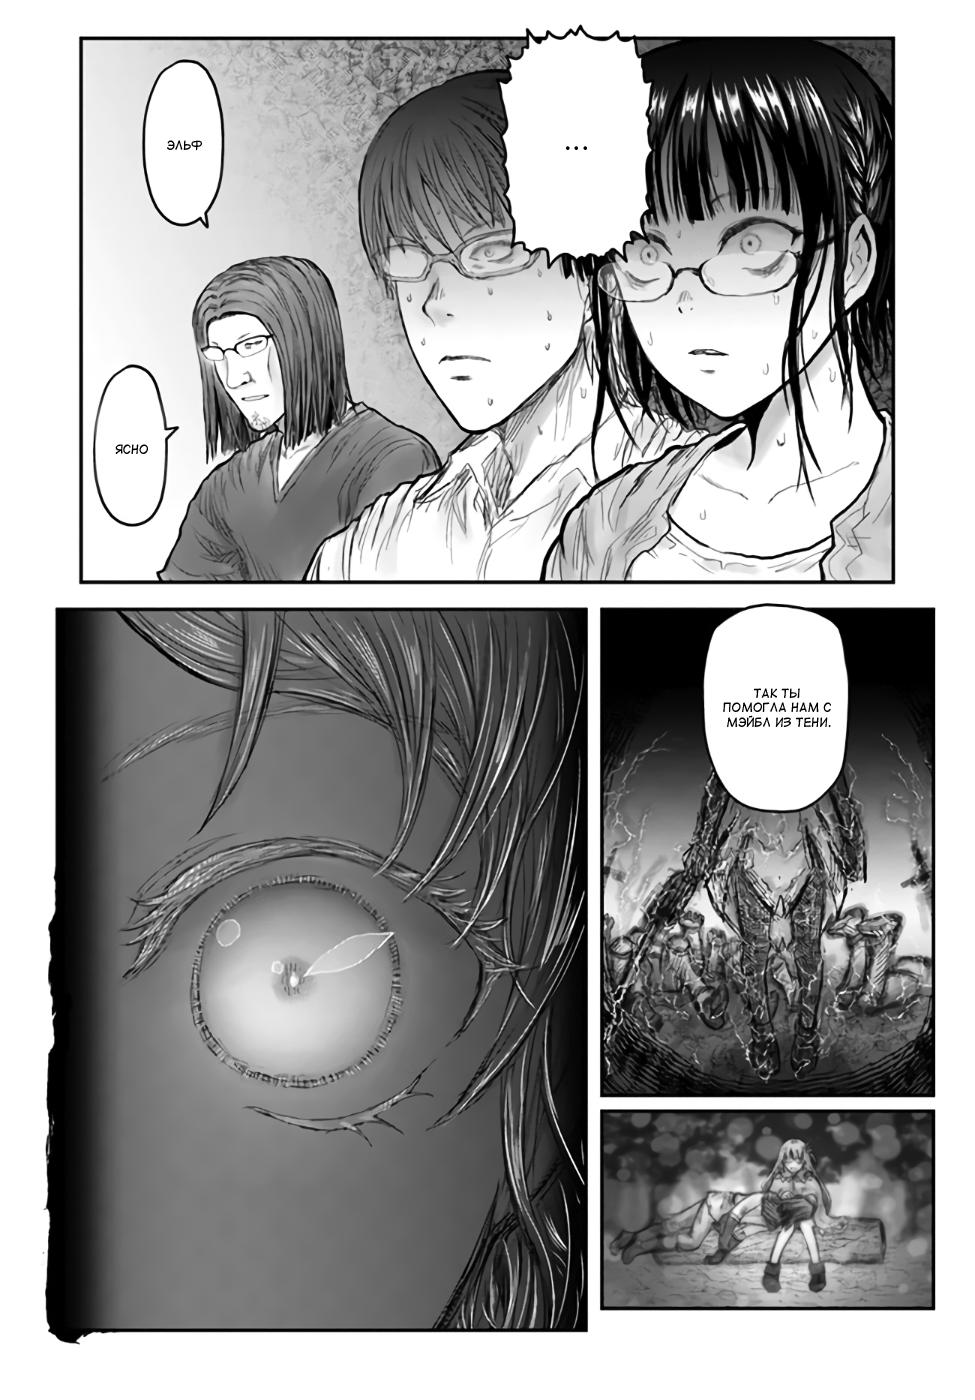 ...
ЭЛЬФ
ЯСНО
ТАК ТЫ
ПОМОГЛА НАМ С
МЭЙБЛ ИЗ ТЕНИ.